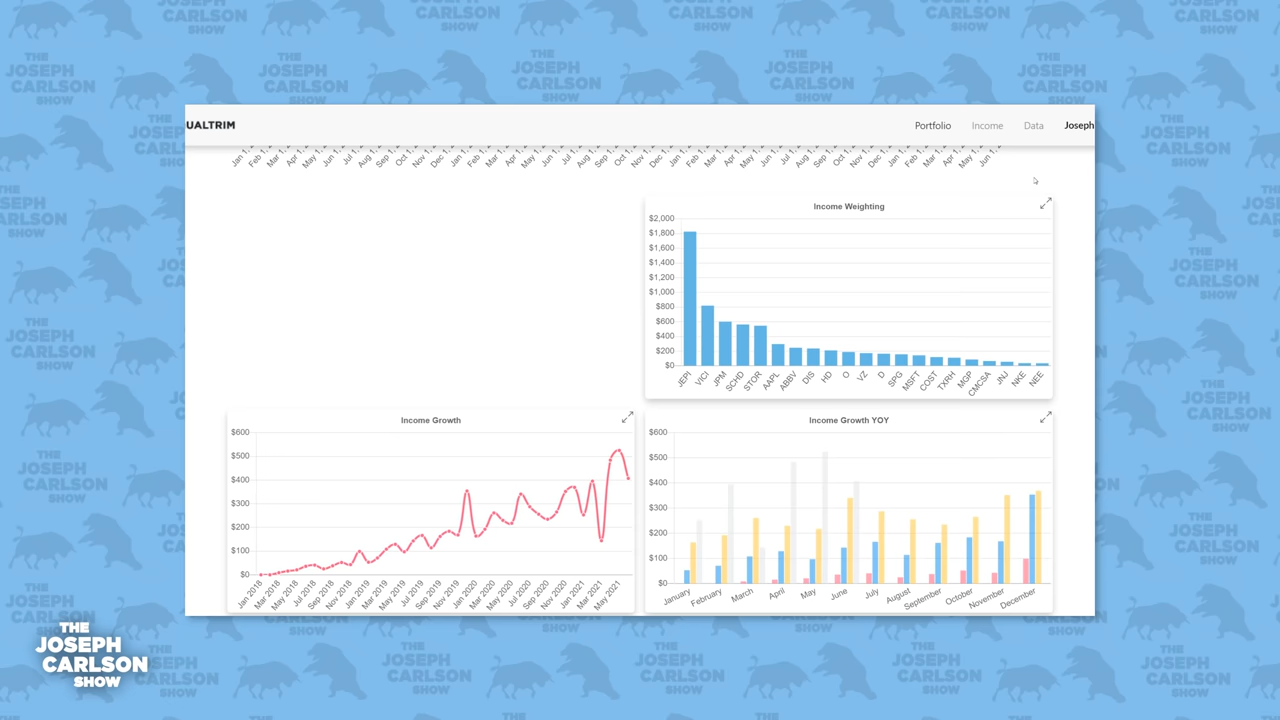 UALTRIM
Portfolio Income Data Joseph
Income Weighting
$2,000
$1,800
$1,600
$1,400
$1,200
$1,000
$800
$600
$400
$200
$0
JEPI VICI JPM SCHD STOR AAPL ABBV DIS HD O VZ D SPG MSFT COST TXRH MGP CMCSA JNJ NKE NEE
Income Growth
$600
$500
$400
$300
$200
$100
$0
Jan 2018 Mar 2018 May 2018 Jul 2018 Sep 2018 Nov 2018 Jan 2019 Mar 2019 May 2019 Jul 2019 Sep 2019 Nov 2019 Jan 2020 Mar 2020 May 2020 Jul 2020 Sep 2020 Nov 2020 Jan 2021 Mar 2021 May 2021
Income Growth YOY
$600
$500
$400
$300
$200
$100
$0
January February March April May June July August September October November December
THE
JOSEPH
CARLSON
SHOW